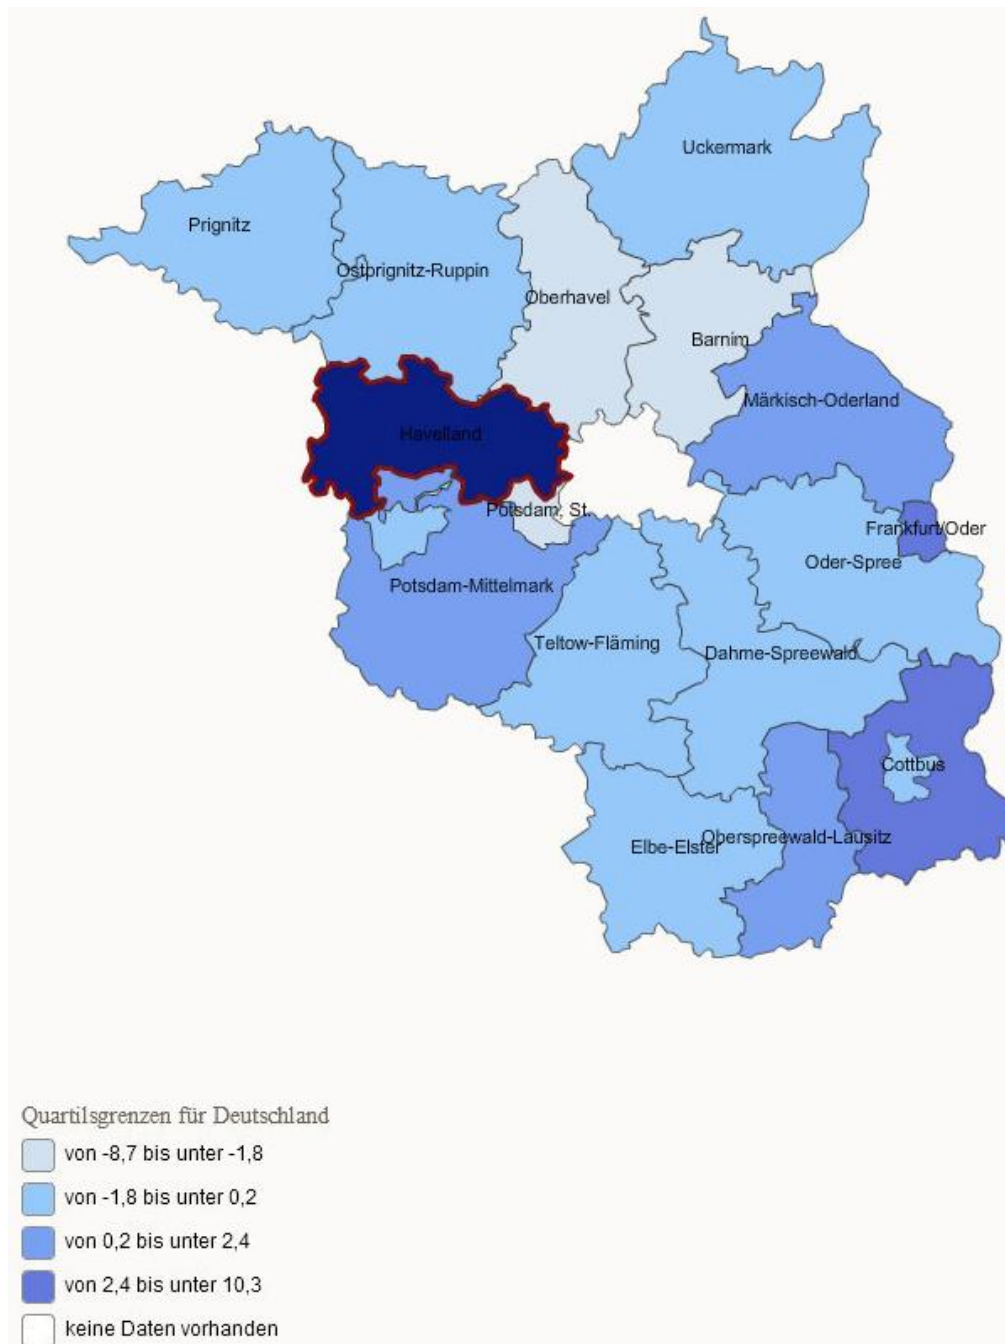 Uckermark
Prignitz
Ostprignitz-Ruppin
Oberhavel
Barnim
Märkisch-Oderland
Havelland
Potsdam, St.
Frankfurt/Oder
Oder-Spree
Potsdam-Mittelmark
Teltow-Fläming
Dahme-Spreewald
Cottbus
Oberspreewald-Lausitz
Elbe-Elster
Quartilsgrenzen für Deutschland
von -8,7 bis unter -1,8
von -1,8 bis unter 0,2
von 0,2 bis unter 2,4
von 2,4 bis unter 10,3
keine Daten vorhanden